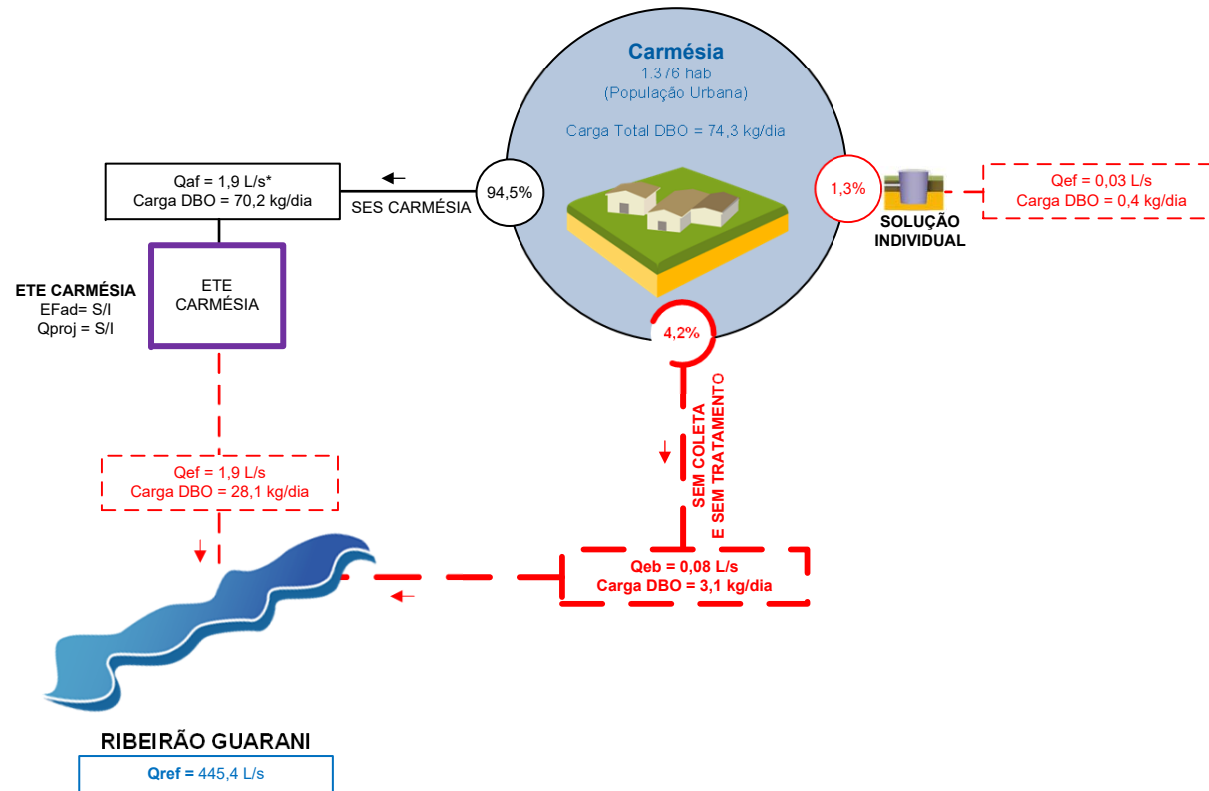 Carmésia
1.376 hab
(População Urbana)
Carga Total DBO = 74,3 kg/dia
94,5%
SES CARMÉSIA
Qaf = 1,9 L/s*
Carga DBO = 70,2 kg/dia
ETE
CARMÉSIA
ETE CARMÉSIA
EFad= S/I
Qproj = S/I
Qef = 1,9 L/s
Carga DBO = 28,1 kg/dia
1,3%
SOLUÇÃO
INDIVIDUAL
Qef = 0,03 L/s
Carga DBO = 0,4 kg/dia
4,2%
SEM COLETA
E SEM TRATAMENTO
Qeb = 0,08 L/s
Carga DBO = 3,1 kg/dia
RIBEIRÃO GUARANI
Qref = 445,4 L/s